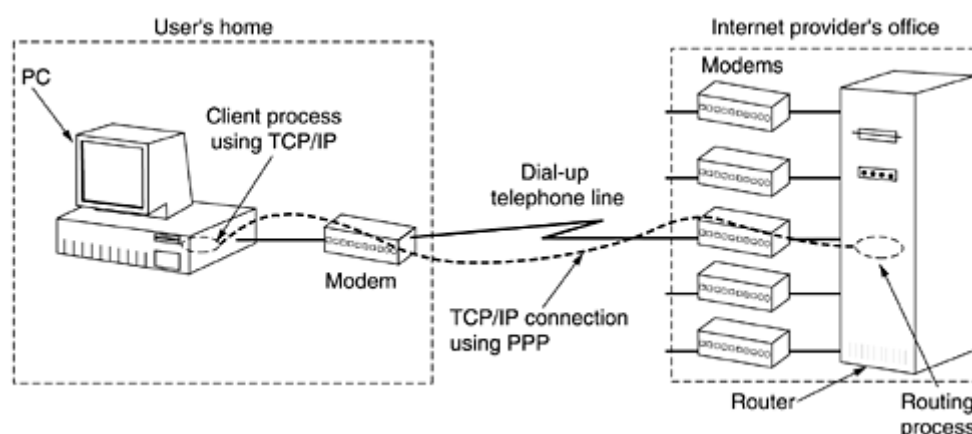 User's home
Internet provider's office
PC
Client process
using TCP/IP
Modems
Dial-up
telephone line
Modem
TCP/IP connection
using PPP
Router
Routing
process